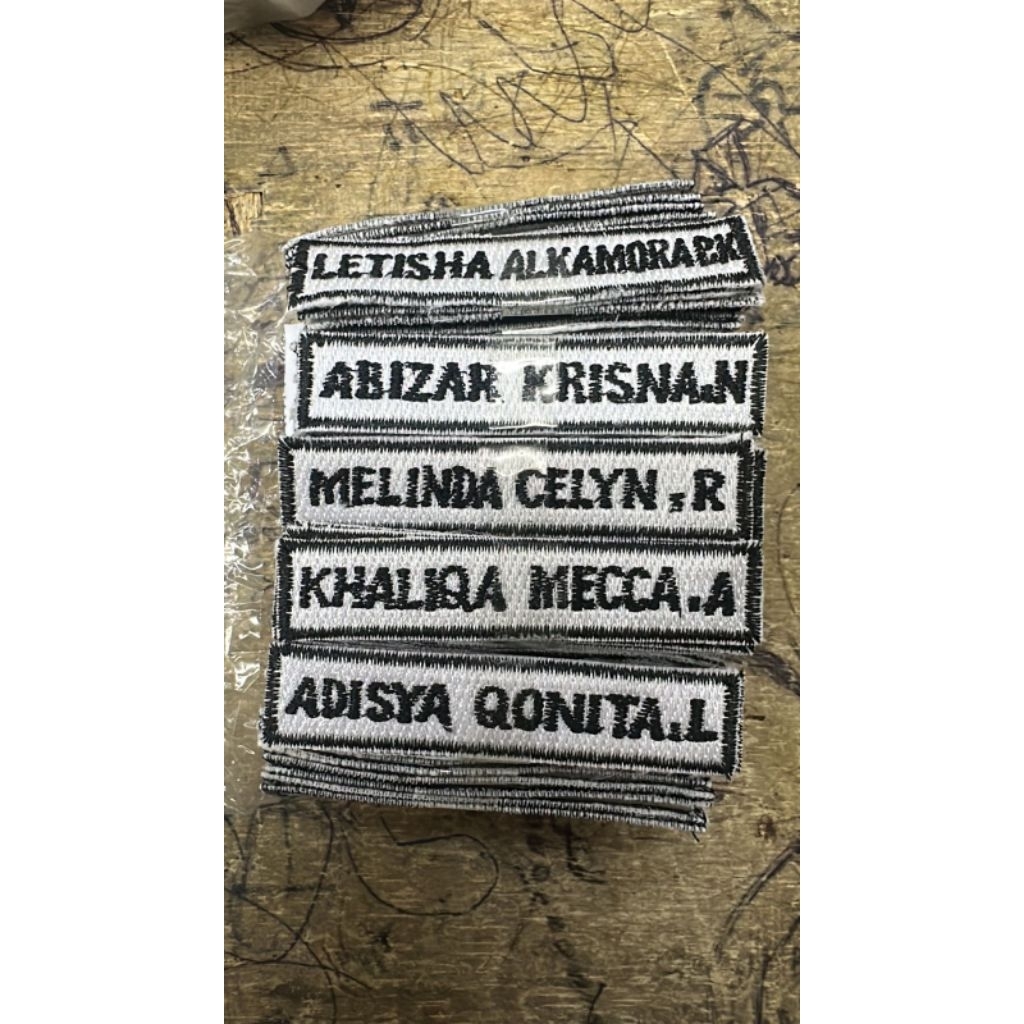 LETISHA ALKAMORA P.K
ABIZAR KRISNA.N
MELINDA CELYN.R
KHALIQA MECCA.A
ADISYA QONITA.L